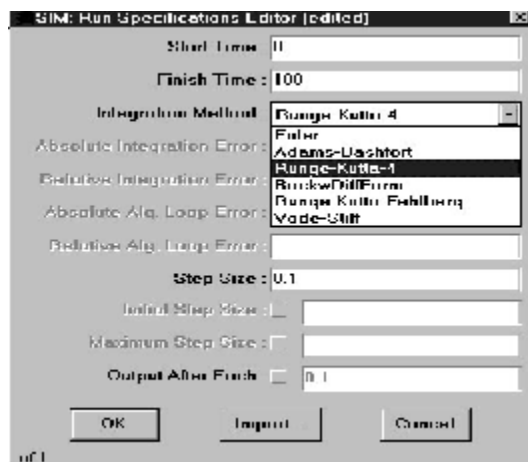 SIM: Run Specifications Editor [edited]
Start Time 0
Finish Time : 100
Integration Method Runge-Kutta-4
Euler
Adams-Bashfort
Runge-Kutta-4
BackwDiffForm
Runge-Kutta-Fehlberg
Vode-Stiff
Absolute Integration Error :
Relative Integration Error :
Absolute Alg. Loop Error :
Relative Alg. Loop Error :
Step Size : 0.1
Initial Step Size :
Maximum Step Size :
Output After Each 0.1
OK Import Cancel